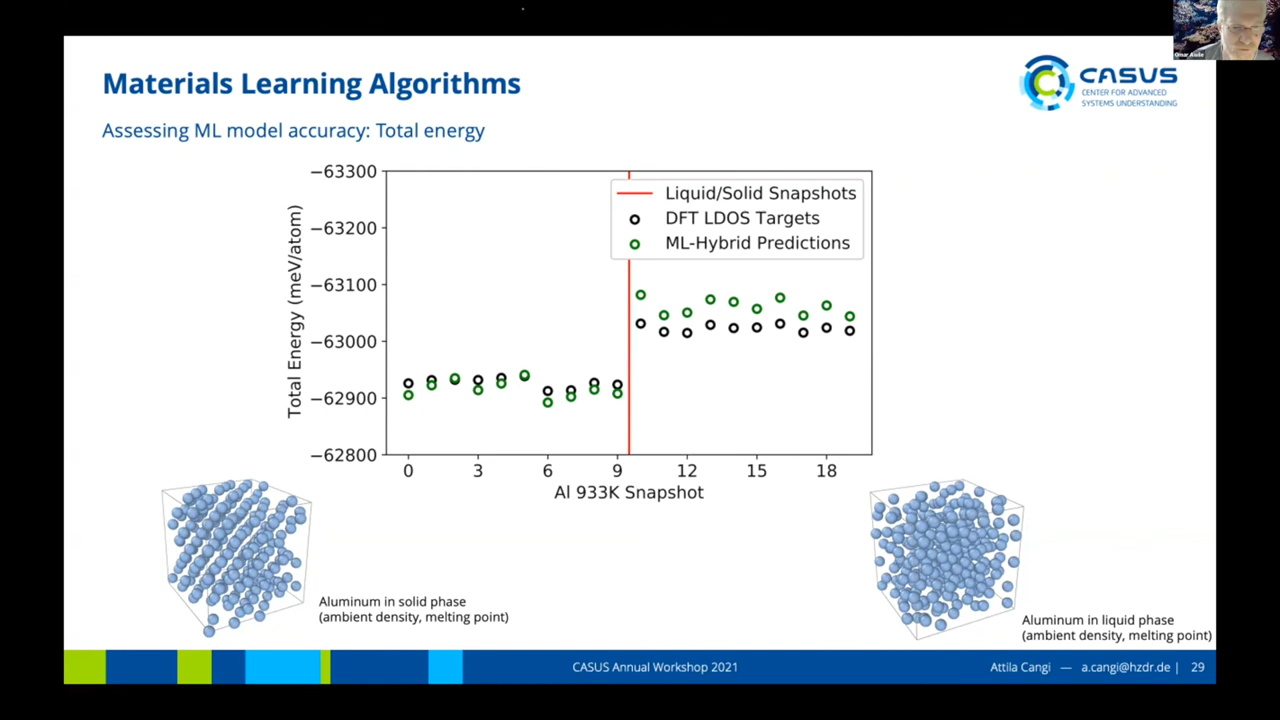 Omar Awile
Materials Learning Algorithms
CASUS
CENTER FOR ADVANCED
SYSTEMS UNDERSTANDING
Assessing ML model accuracy: Total energy
−63300
−63200
−63100
−63000
−62900
−62800
Total Energy (meV/atom)
Liquid/Solid Snapshots
DFT LDOS Targets
ML-Hybrid Predictions
0 3 6 9 12 15 18
Al 933K Snapshot
Aluminum in solid phase
(ambient density, melting point)
Aluminum in liquid phase
(ambient density, melting point)
CASUS Annual Workshop 2021
Attila Cangi — a.cangi@hzdr.de | 29